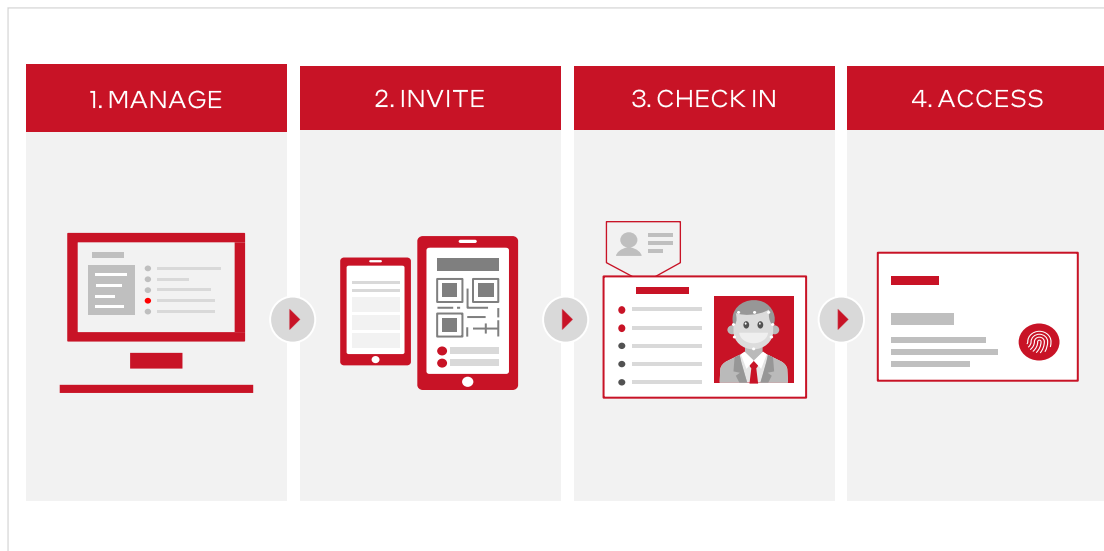 1. MANAGE
2. INVITE
3. CHECK IN
4. ACCESS